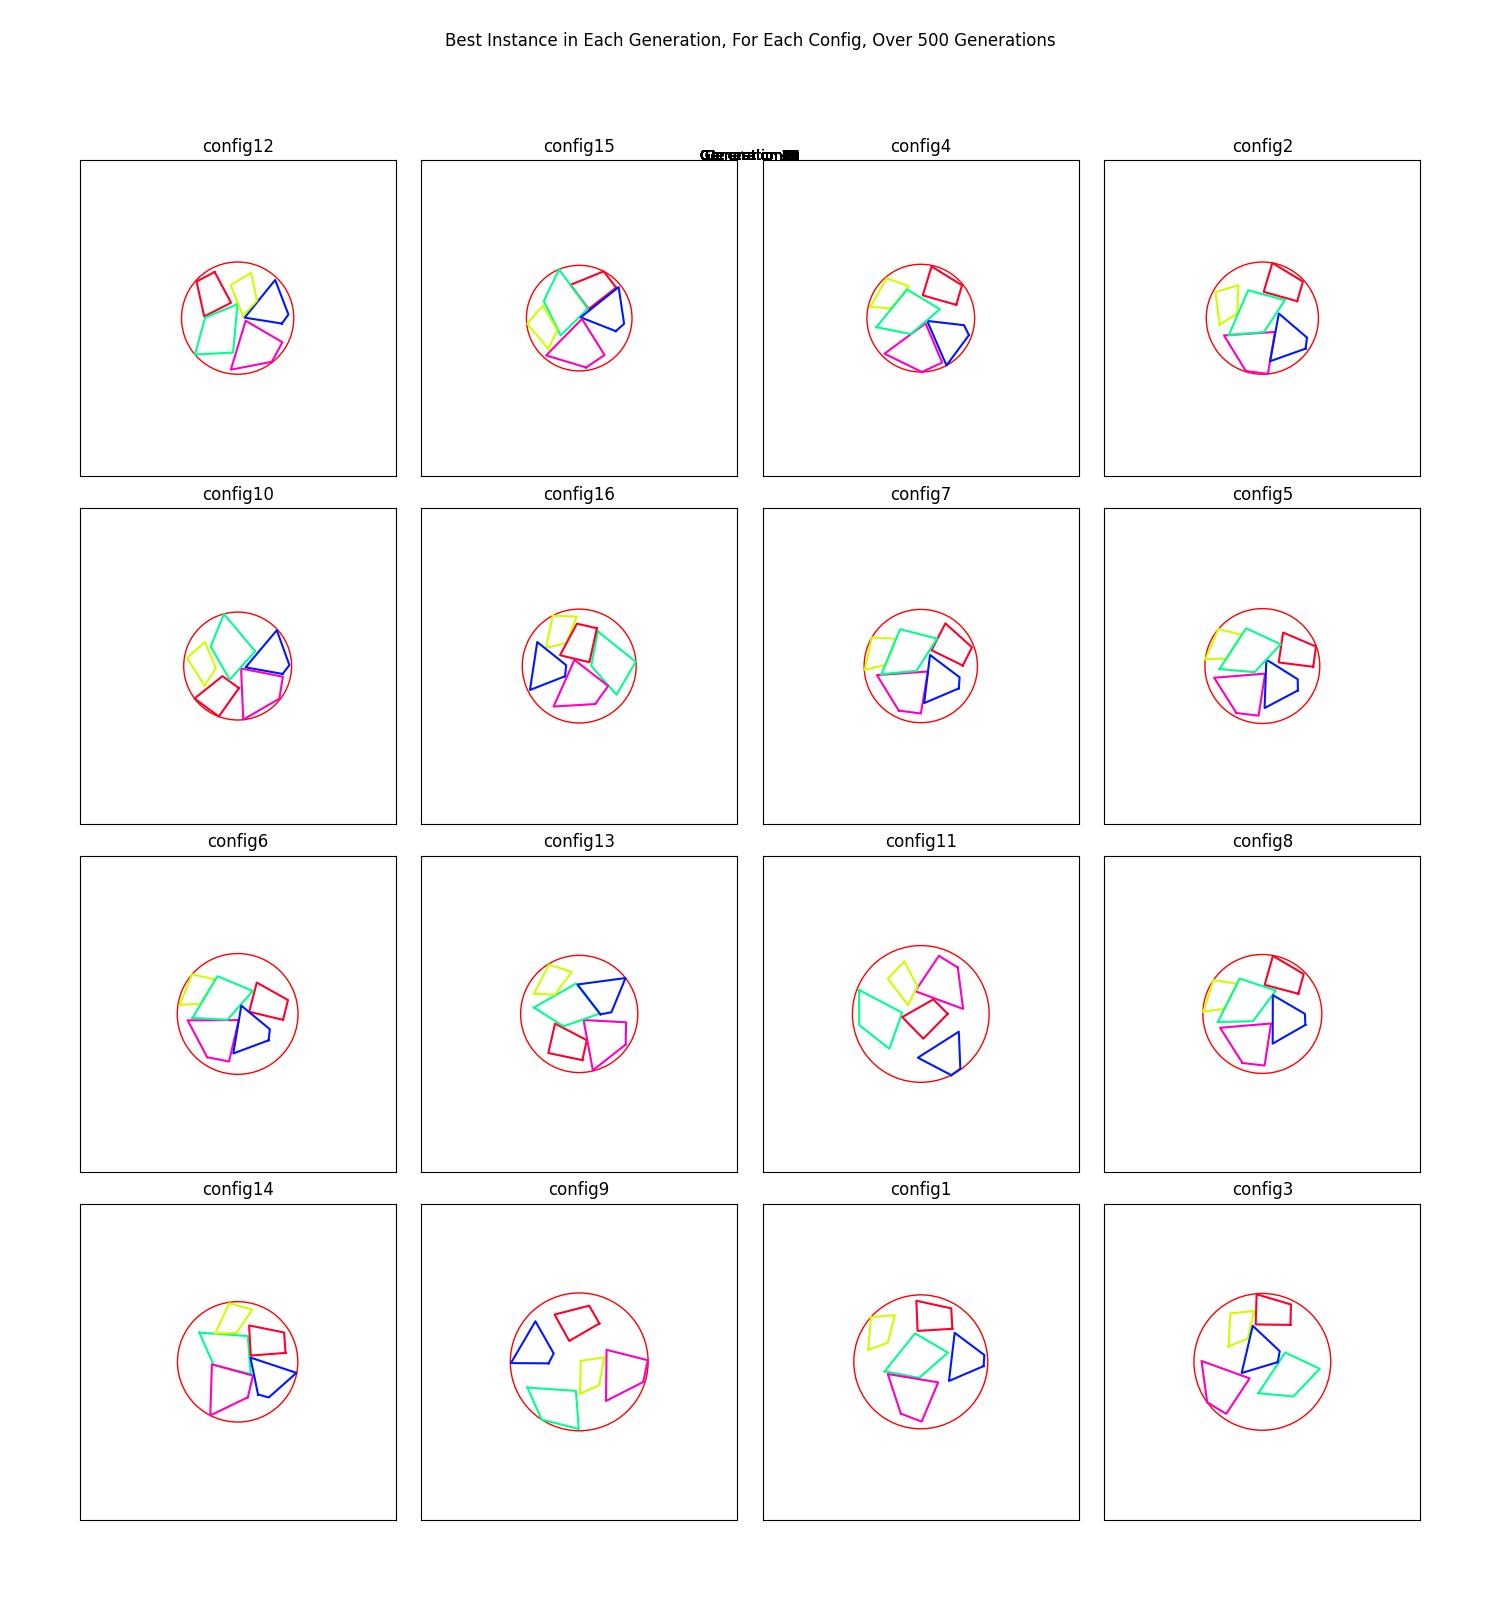 Best Instance in Each Generation, For Each Config, Over 500 Generations
config12
config15
config4
config2
config10
config16
config7
config5
config6
config13
config11
config8
config14
config9
config1
config3